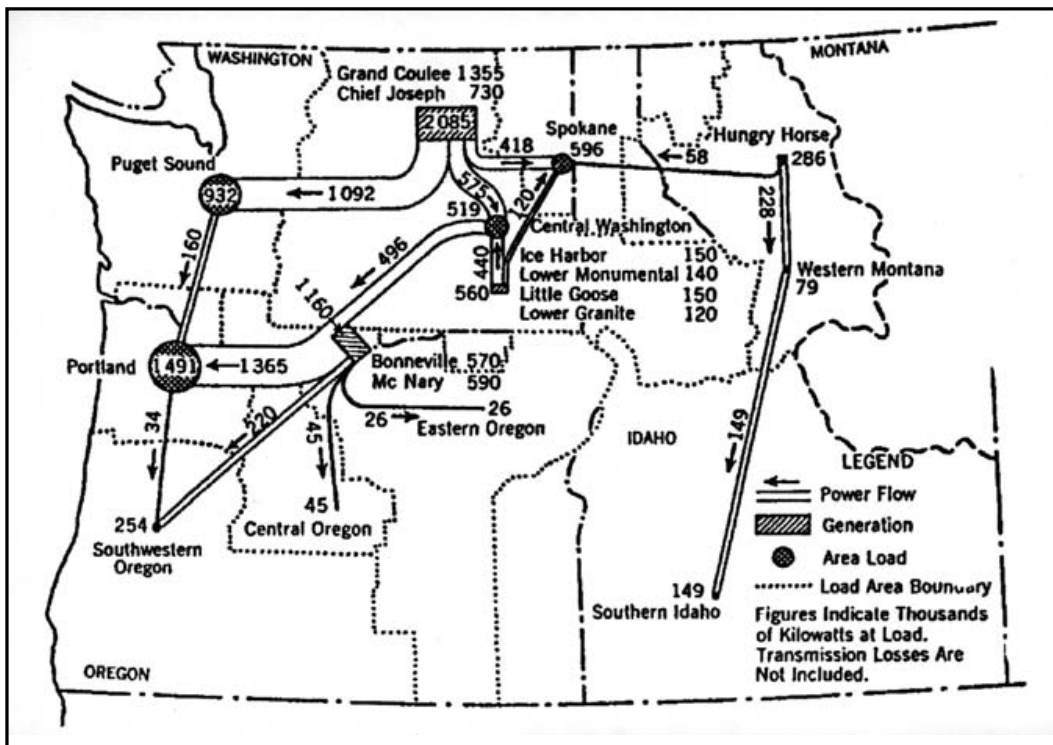 WASHINGTON
MONTANA
Grand Coulee 1355
Chief Joseph 730
2085
Spokane
596
Hungry Horse
286
418
58
Puget Sound
932
1092
575
519
120
228
Central Washington
160
496
440
560
Ice Harbor 150
Lower Monumental 140
Little Goose 150
Lower Granite 120
Western Montana
79
1160
Portland
1491
1365
Bonneville 570
Mc Nary 590
26
26
Eastern Oregon
220
34
45
IDAHO
149
45
Central Oregon
254
Southwestern
Oregon
149
Southern Idaho
OREGON
LEGEND
Power Flow
Generation
Area Load
Load Area Boundary
Figures Indicate Thousands
of Kilowatts at Load.
Transmission Losses Are
Not Included.